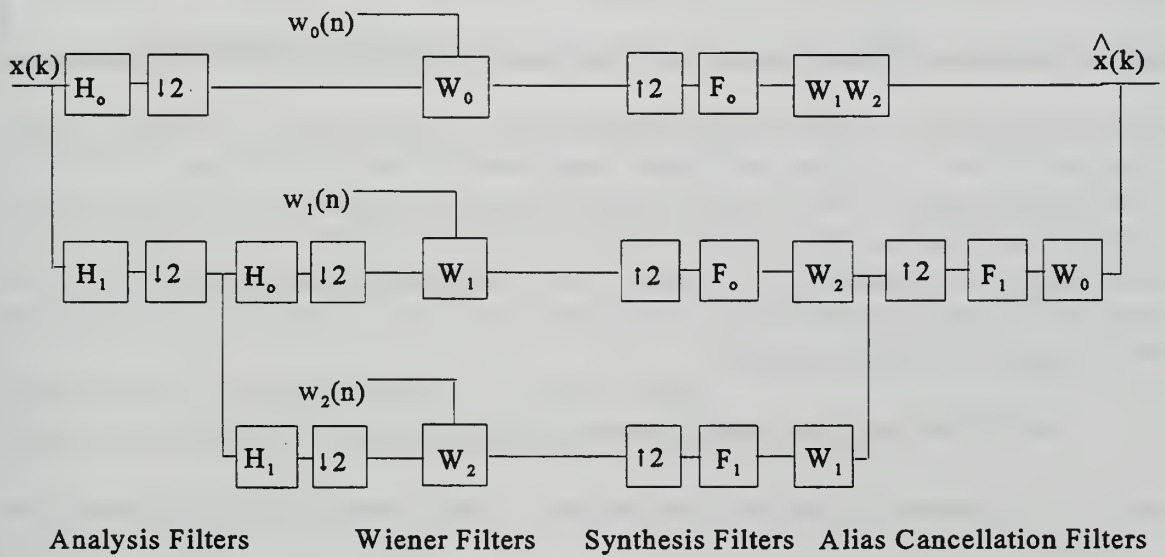 w₀(n)
x(k) H₀ ↓2 W₀ ↑2 F₀ W₁W₂ x̂(k)
w₁(n)
H₁ ↓2 H₀ ↓2 W₁ ↑2 F₀ W₂ ↑2 F₁ W₀
w₂(n)
H₁ ↓2 W₂ ↑2 F₁ W₁
Analysis Filters Wiener Filters Synthesis Filters Alias Cancellation Filters